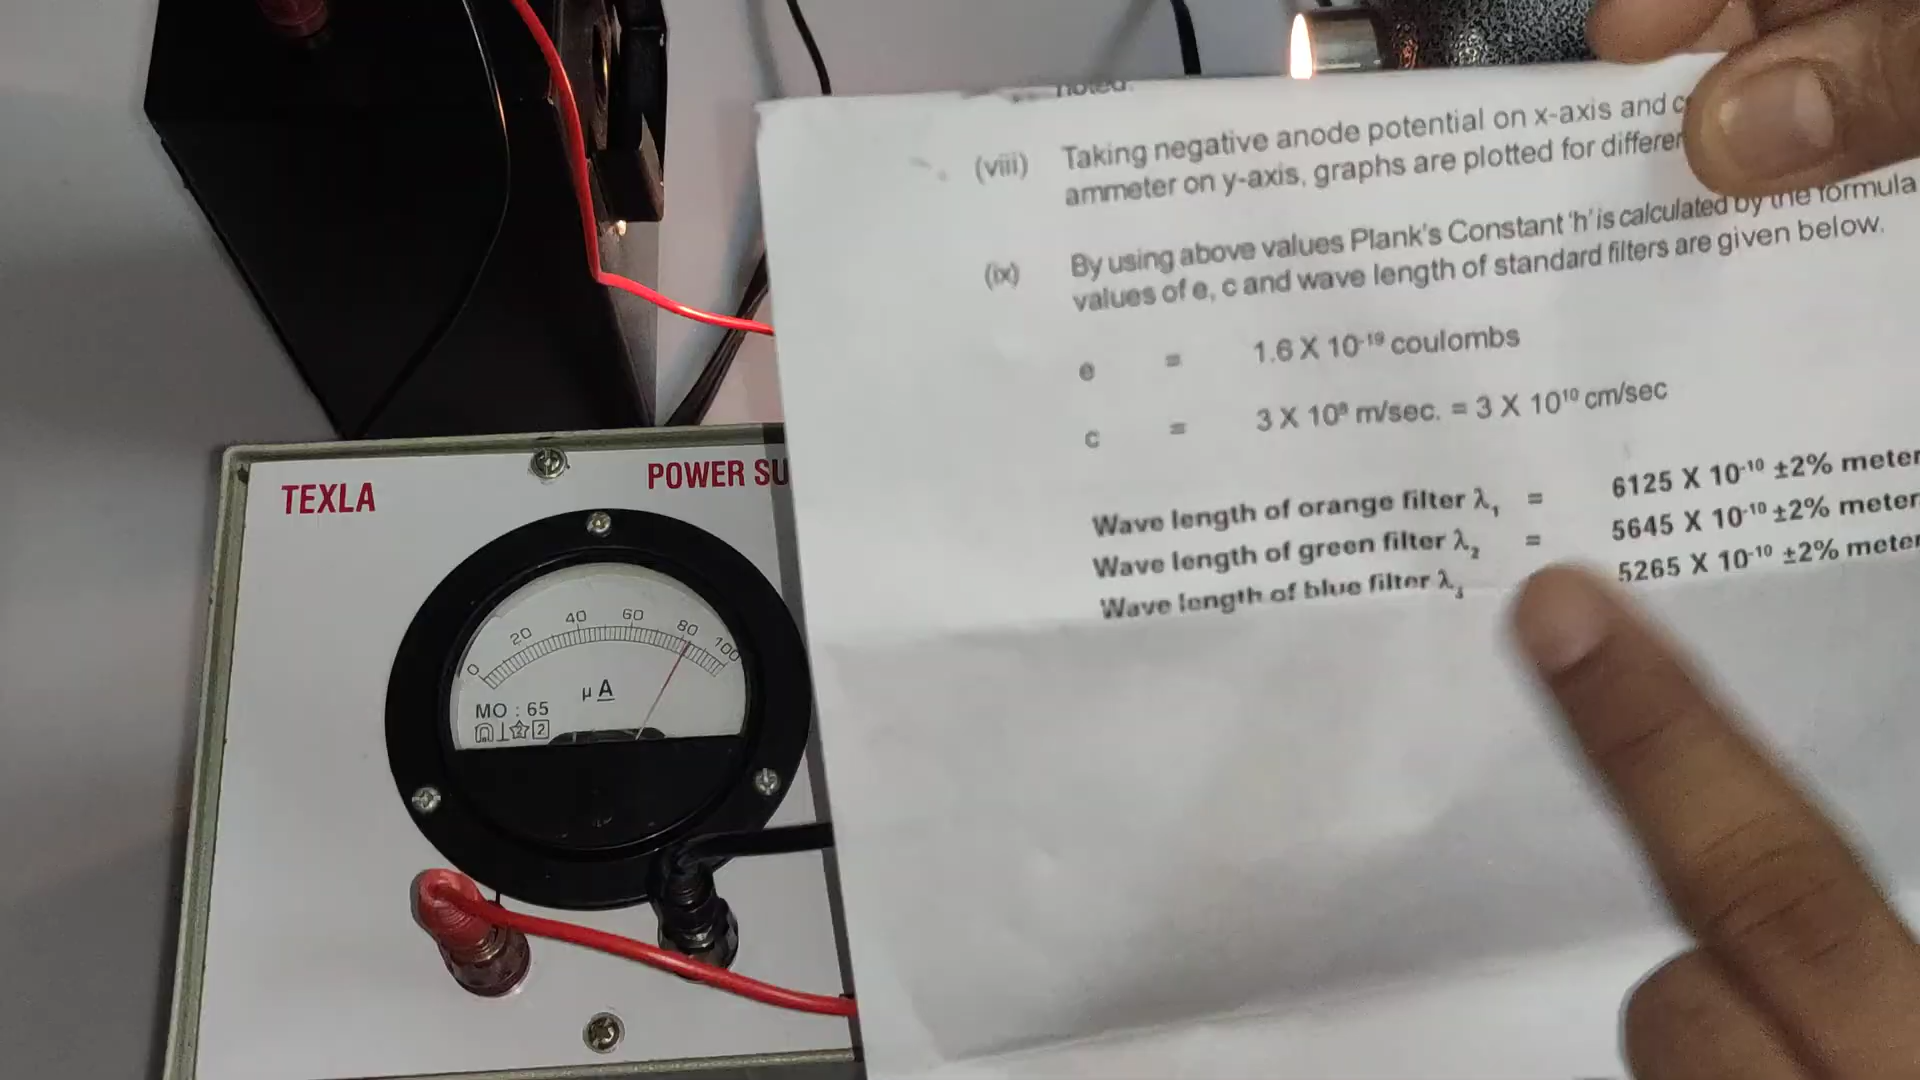 noted.
(viii) Taking negative anode potential on x-axis and
ammeter on y-axis, graphs are plotted for
(ix) By using above values Plank's Constant 'h' is calculated by the formula
values of e, c and wave length of standard filters are given below.
e = 1.6 X 10⁻¹⁹ coulombs
c = 3 X 10⁸ m/sec. = 3 X 10¹⁰ cm/sec
Wave length of orange filter λ₁ = 6125 X 10⁻¹⁰ ±2% meter
Wave length of green filter λ₂ = 5645 X 10⁻¹⁰ ±2% meter
Wave length of blue filter λ₃ 5265 X 10⁻¹⁰ ±2% meter
TEXLA POWER SU
0 20 40 60 80 100
μ A
MO : 65
2